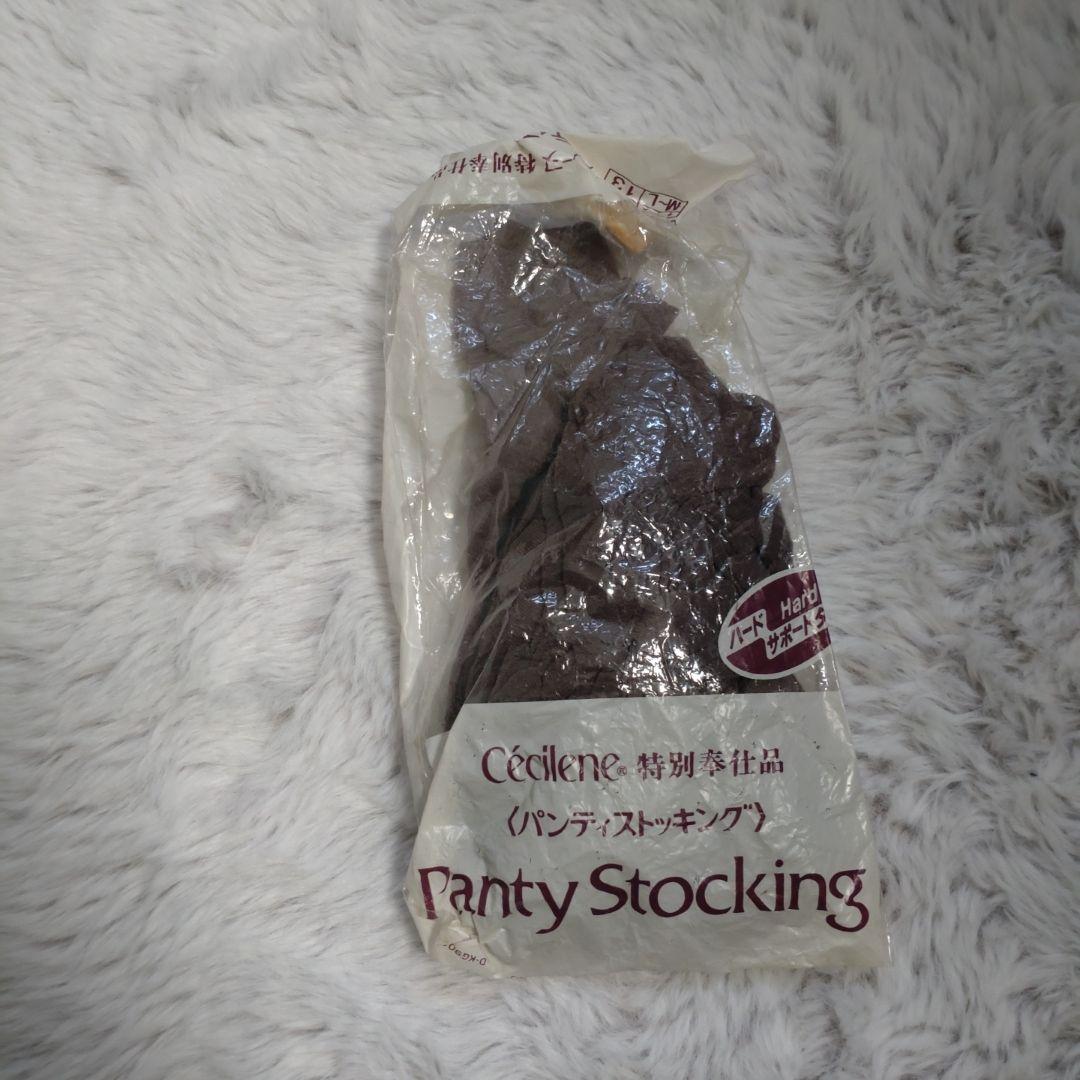 特別奉仕品
M-L
113
ハード Hard
サポート
Cécilene® 特別奉仕品
〈パンティストッキング〉
Panty Stocking